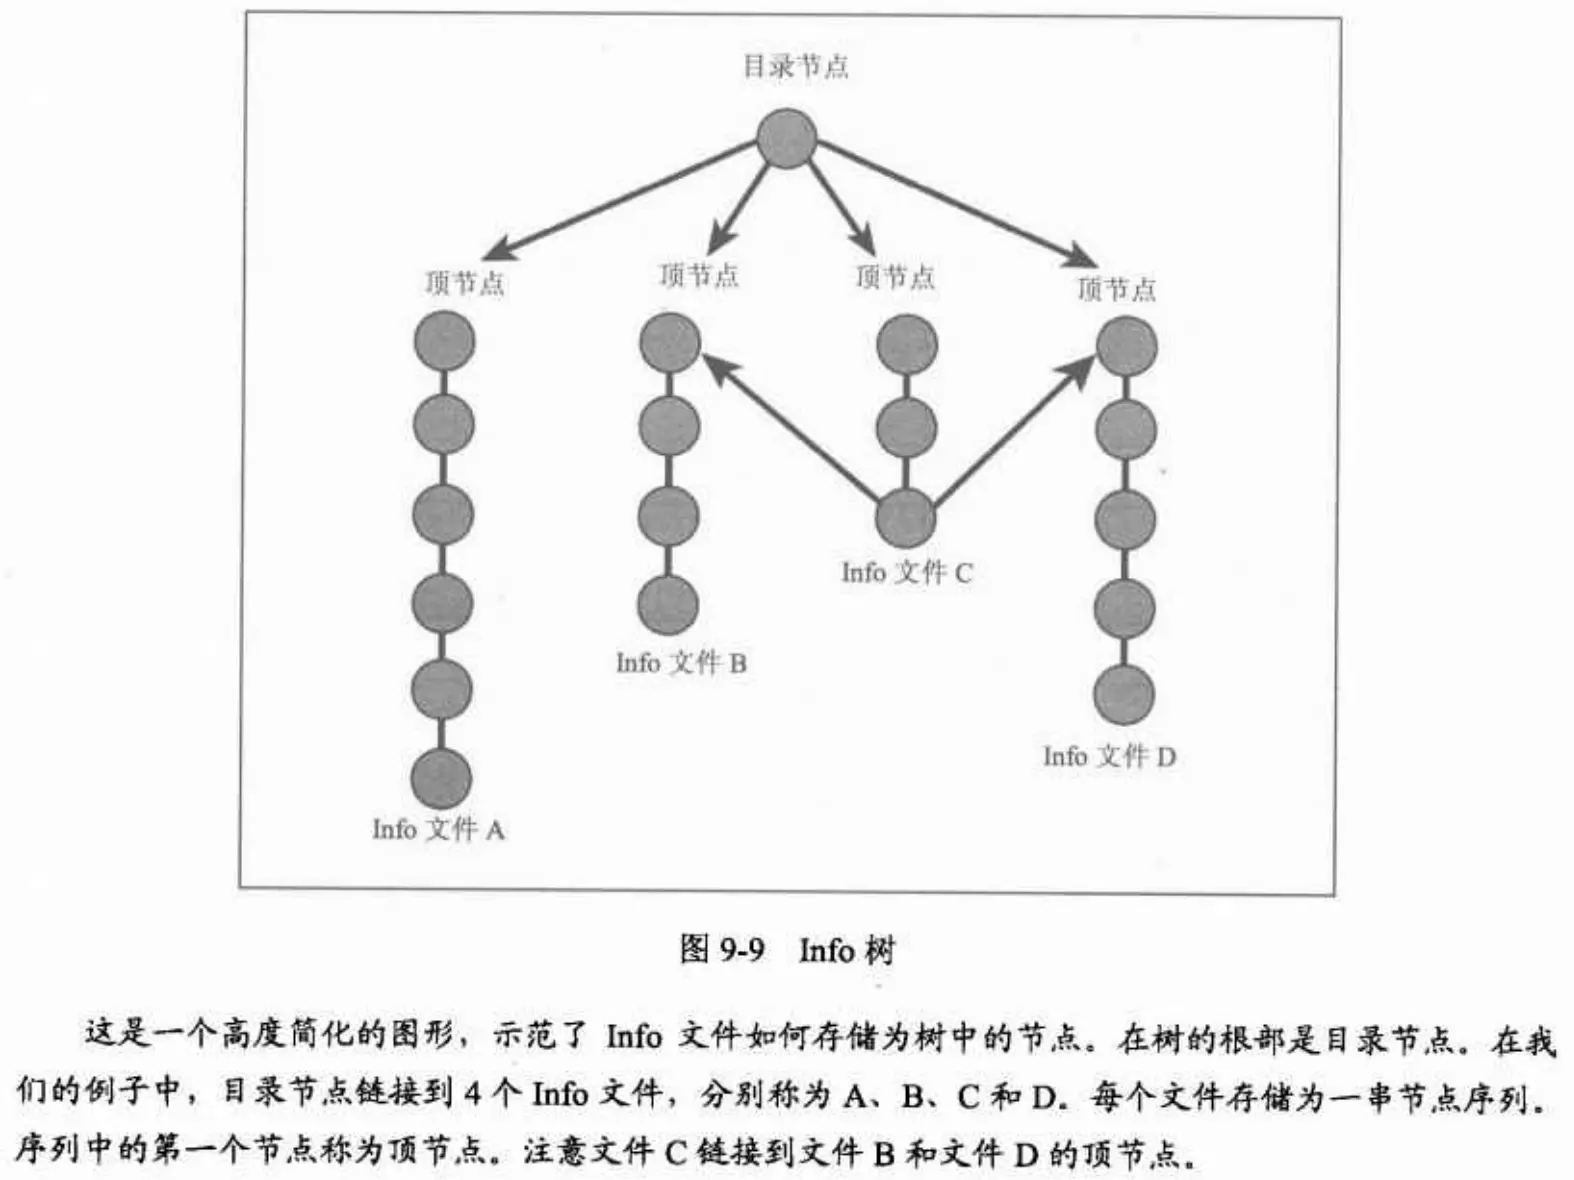 目录节点
顶节点 顶节点 顶节点 顶节点
Info 文件 C
Info 文件 B
Info 文件 D
Info 文件 A
图 9-9 Info 树
这是一个高度简化的图形，示范了 Info 文件如何存储为树中的节点。在树的根部是目录节点。在我
们的例子中，目录节点链接到 4 个 Info 文件，分别称为 A、B、C 和 D。每个文件存储为一串节点序列。
序列中的第一个节点称为顶节点。注意文件 C 链接到文件 B 和文件 D 的顶节点。